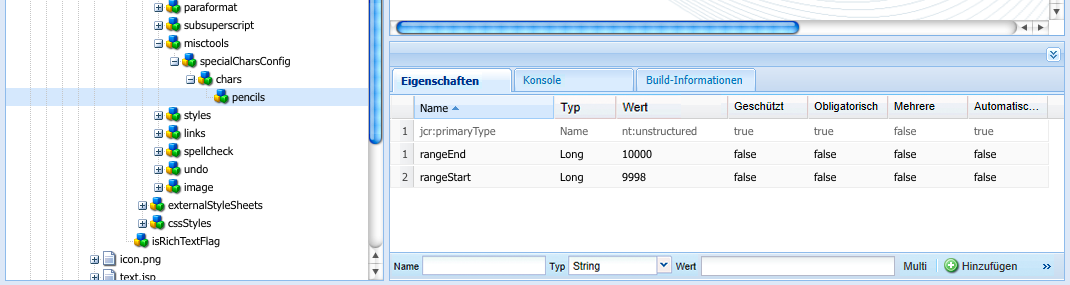 paraformat
subsuperscript
misctools
specialCharsConfig
chars
pencils
styles
links
spellcheck
undo
image
externalStyleSheets
cssStyles
isRichTextFlag
icon.png
text.jsp
Eigenschaften Konsole Build-Informationen
Name Typ Wert Geschützt Obligatorisch Mehrere Automatisc...
1 jcr:primaryType Name nt:unstructured true true false true
1 rangeEnd Long 10000 false false false false
2 rangeStart Long 9998 false false false false
Name Typ String Wert Multi Hinzufügen »